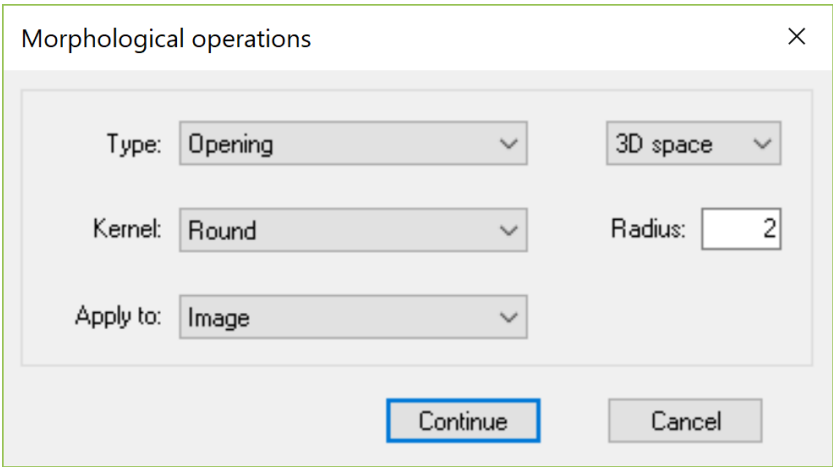 Morphological operations
Type: Opening 3D space
Kernel: Round Radius: 2
Apply to: Image
Continue Cancel